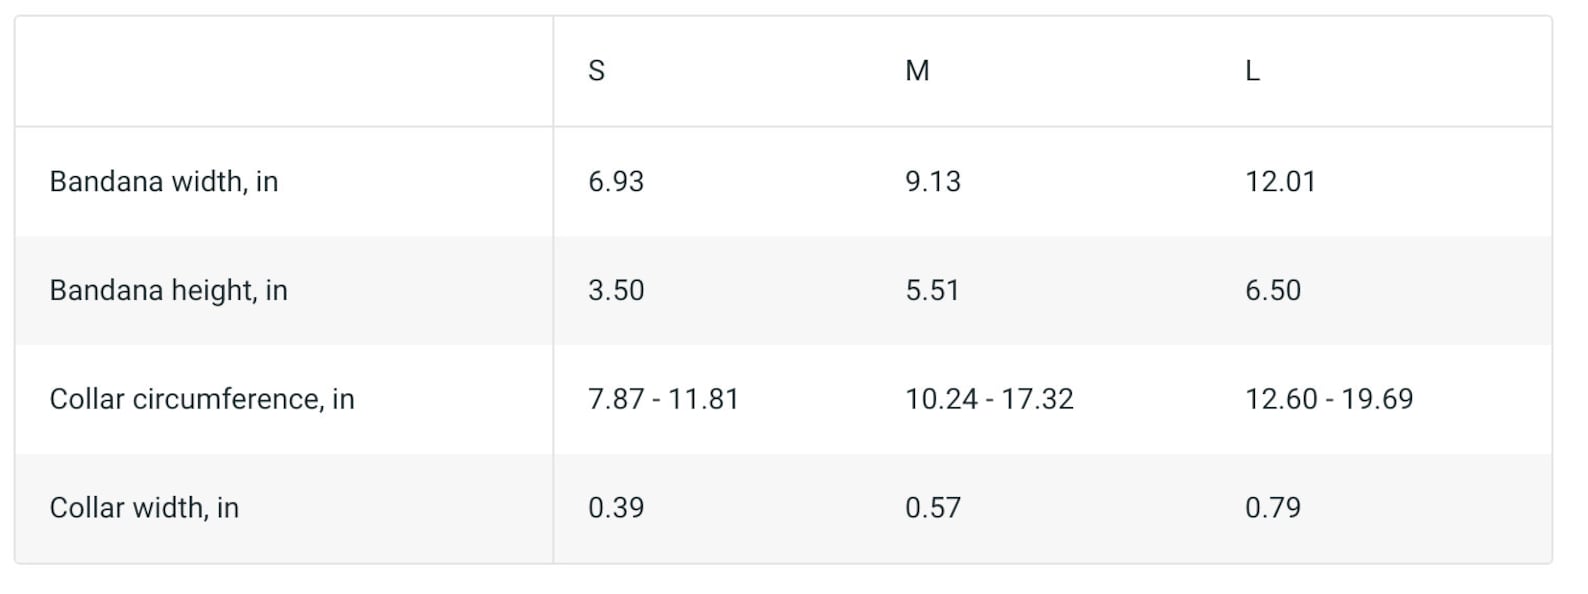 S M L
Bandana width, in 6.93 9.13 12.01
Bandana height, in 3.50 5.51 6.50
Collar circumference, in 7.87 - 11.81 10.24 - 17.32 12.60 - 19.69
Collar width, in 0.39 0.57 0.79